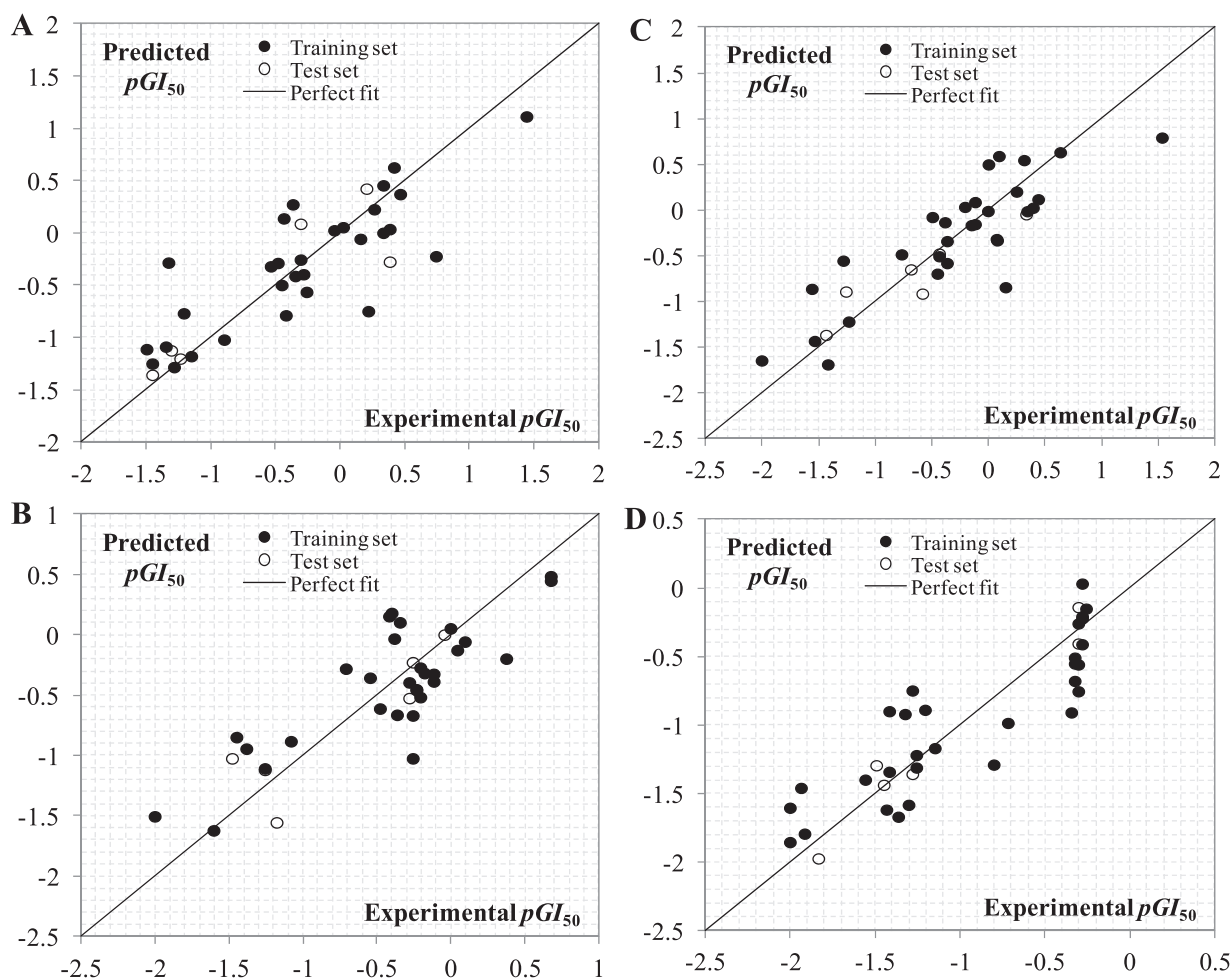 A
Predicted
pGI50
Training set
Test set
Perfect fit
2
1.5
1
0.5
0
-0.5
-1
-1.5
-2
Experimental pGI50
-2 -1.5 -1 -0.5 0 0.5 1 1.5 2
C
Predicted
pGI50
Training set
Test set
Perfect fit
2
1.5
1
0.5
0
-0.5
-1
-1.5
-2
-2.5
Experimental pGI50
-2.5 -2 -1.5 -1 -0.5 0 0.5 1 1.5 2
B
Predicted
pGI50
Training set
Test set
Perfect fit
1
0.5
0
-0.5
-1
-1.5
-2
-2.5
Experimental pGI50
-2.5 -2 -1.5 -1 -0.5 0 0.5 1
D
Predicted
pGI50
Training set
Test set
Perfect fit
0.5
0
-0.5
-1
-1.5
-2
-2.5
Experimental pGI50
-2.5 -2 -1.5 -1 -0.5 0 0.5